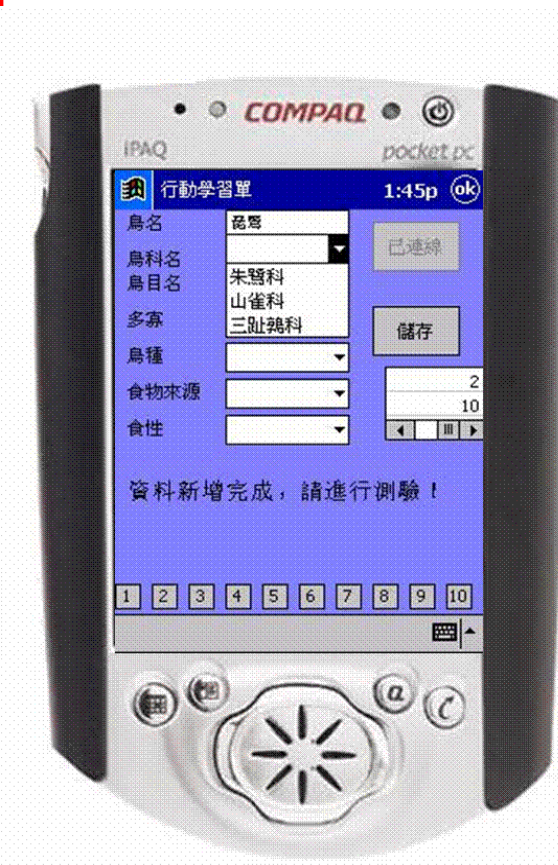 COMPAQ
iPAQ
pocket pc
行動學習單
1:45p
ok
鳥名
琵鷺
已連線
鳥科名
鳥目名
朱鷺科
山雀科
三趾鶉科
多寡
儲存
鳥種
2
食物來源
10
食性
資料新增完成，請進行測驗！
1 2 3 4 5 6 7 8 9 10